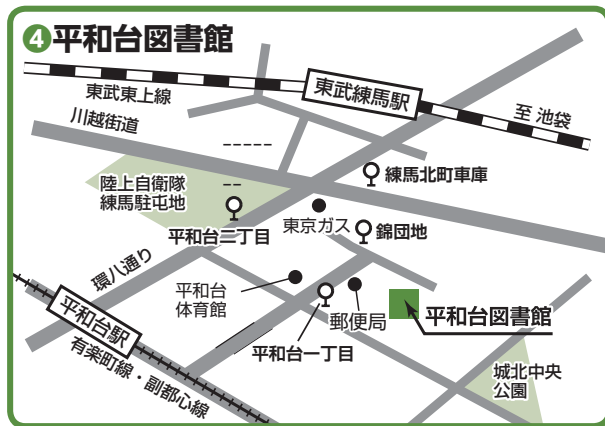 ④平和台図書館
東武練馬駅
東武東上線
至 池袋
川越街道
練馬北町車庫
陸上自衛隊
練馬駐屯地
東京ガス
錦団地
平和台二丁目
環八通り
平和台
体育館
郵便局
平和台図書館
平和台駅
平和台一丁目
有楽町線・副都心線
城北中央
公園